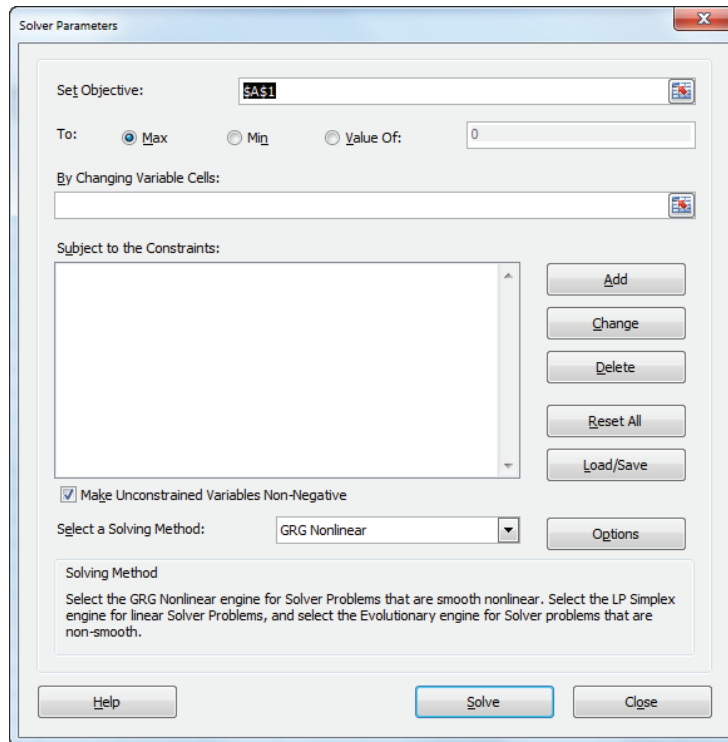 Solver Parameters
Set Objective: $A$1
To: Max Min Value Of: 0
By Changing Variable Cells:
Subject to the Constraints:
Add
Change
Delete
Reset All
Load/Save
Make Unconstrained Variables Non-Negative
Select a Solving Method: GRG Nonlinear Options
Solving Method
Select the GRG Nonlinear engine for Solver Problems that are smooth nonlinear. Select the LP Simplex
engine for linear Solver Problems, and select the Evolutionary engine for Solver problems that are
non-smooth.
Help Solve Close